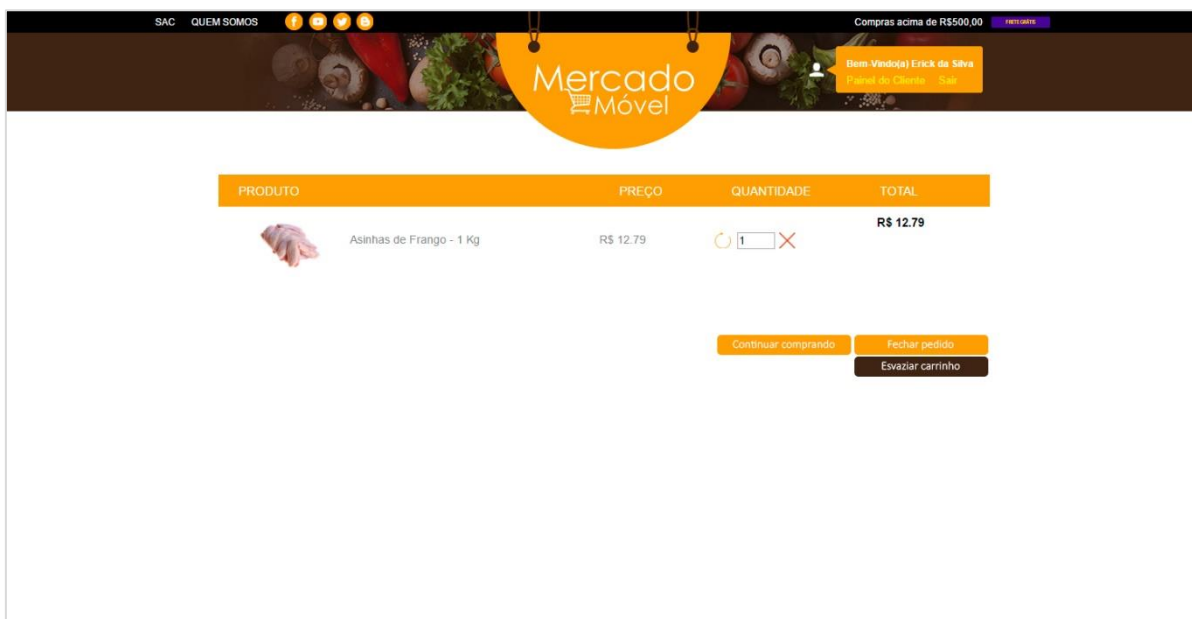 SAC QUEM SOMOS Compras acima de R$500,00 FRETE GRÁTIS
Mercado
Móvel
Bem-Vindo(a) Erick da Silva
Painel do Cliente Sair
PRODUTO PREÇO QUANTIDADE TOTAL
R$ 12.79
Asinhas de Frango - 1 Kg R$ 12.79 1
Continuar comprando Fechar pedido
Esvaziar carrinho